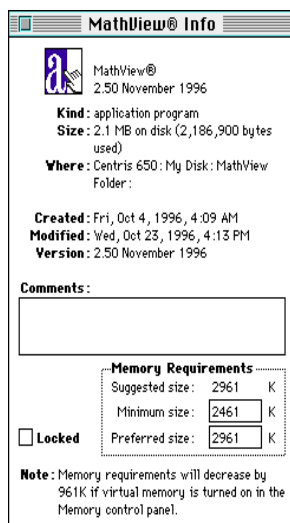 MathView® Info
MathView®
2.50 November 1996
Kind: application program
Size: 2.1 MB on disk (2,186,900 bytes
used)
Where: Centris 650: My Disk: MathView
Folder:
Created: Fri, Oct 4, 1996, 4:09 AM
Modified: Wed, Oct 23, 1996, 4:13 PM
Version: 2.50 November 1996
Comments:
Memory Requirements
Suggested size: 2961 K
Minimum size: 2461 K
Locked Preferred size: 2961 K
Note: Memory requirements will decrease by
961K if virtual memory is turned on in the
Memory control panel.